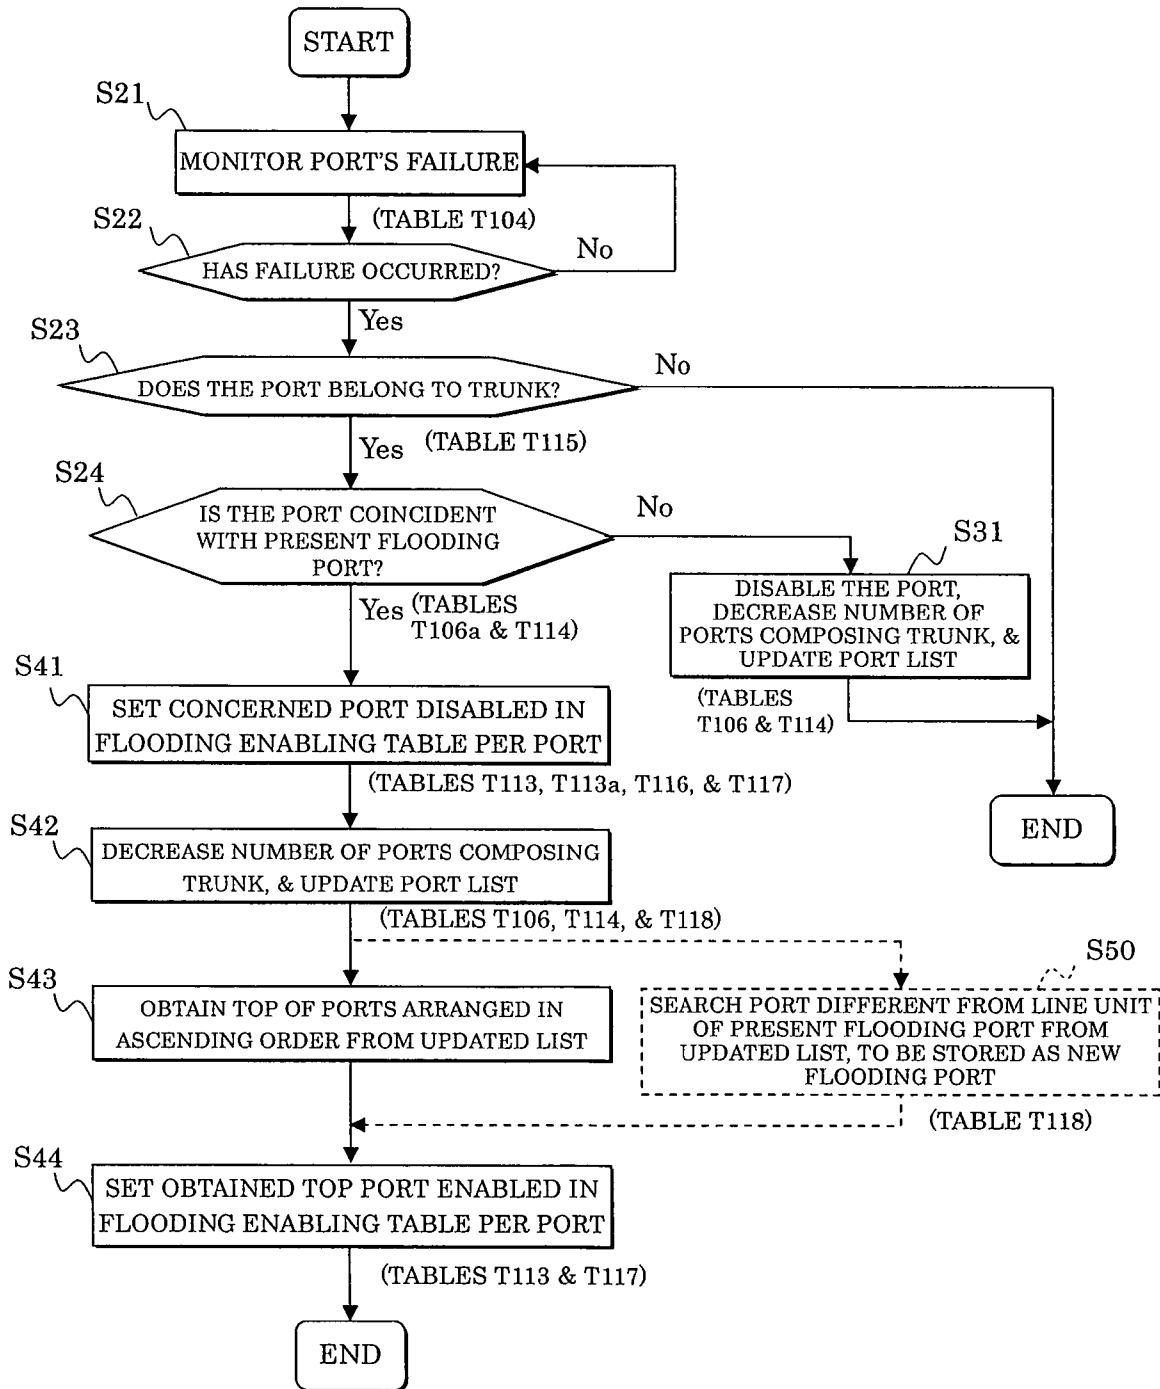 START
S21
MONITOR PORT'S FAILURE
(TABLE T104)
S22
HAS FAILURE OCCURRED?
No
Yes
S23
DOES THE PORT BELONG TO TRUNK?
No
Yes (TABLE T115)
S24
IS THE PORT COINCIDENT
WITH PRESENT FLOODING
PORT?
No
S31
DISABLE THE PORT,
DECREASE NUMBER OF
PORTS COMPOSING TRUNK, &
UPDATE PORT LIST
(TABLES
T106 & T114)
END
Yes (TABLES
T106a & T114)
S41
SET CONCERNED PORT DISABLED IN
FLOODING ENABLING TABLE PER PORT
(TABLES T113, T113a, T116, & T117)
S42
DECREASE NUMBER OF PORTS COMPOSING
TRUNK, & UPDATE PORT LIST
(TABLES T106, T114, & T118)
S43
OBTAIN TOP OF PORTS ARRANGED IN
ASCENDING ORDER FROM UPDATED LIST
S50
SEARCH PORT DIFFERENT FROM LINE UNIT
OF PRESENT FLOODING PORT FROM
UPDATED LIST, TO BE STORED AS NEW
FLOODING PORT
(TABLE T118)
S44
SET OBTAINED TOP PORT ENABLED IN
FLOODING ENABLING TABLE PER PORT
(TABLES T113 & T117)
END